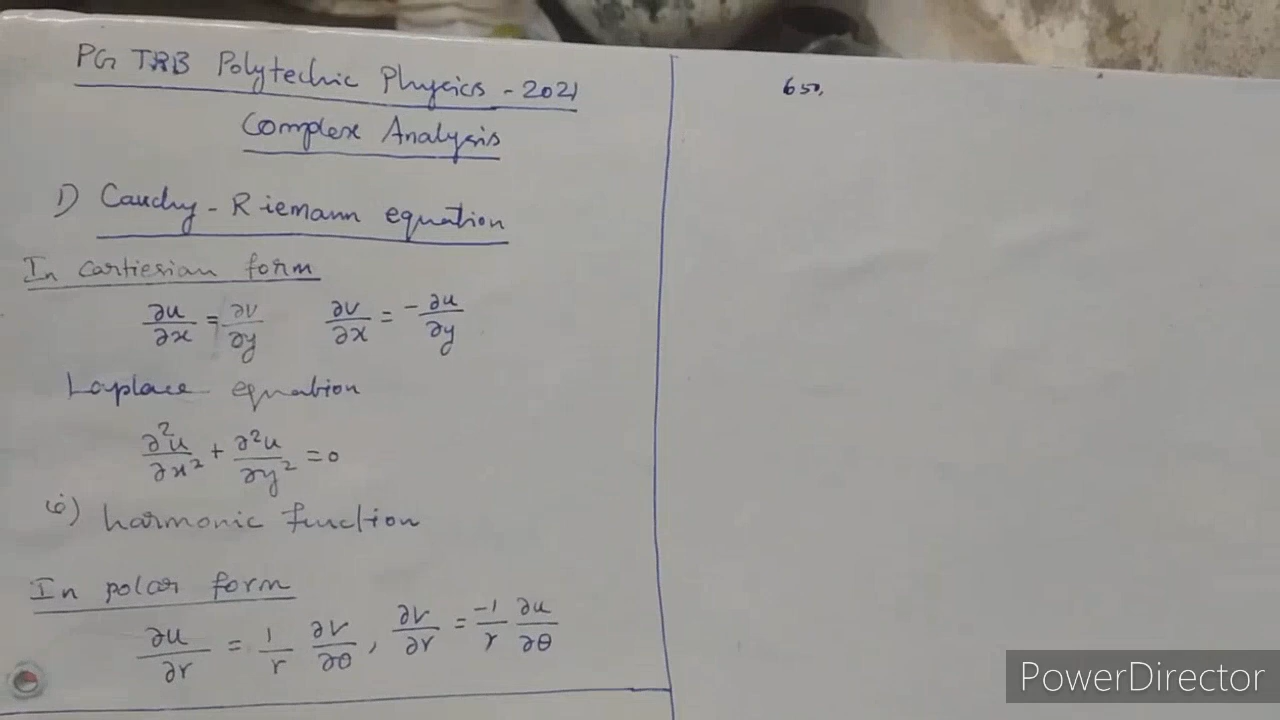 PG TRB Polytechnic Physics - 2021
Complex Analysis
1) Cauchy - Riemann equation
In cartiesian form
∂u/∂x = ∂v/∂y ∂v/∂x = -∂u/∂y
Laplace equation
∂²u/∂x² + ∂²u/∂y² = 0
harmonic function
In polar form
∂u/∂r = 1/r ∂v/∂θ, ∂v/∂r = -1/r ∂u/∂θ
650,
PowerDirector